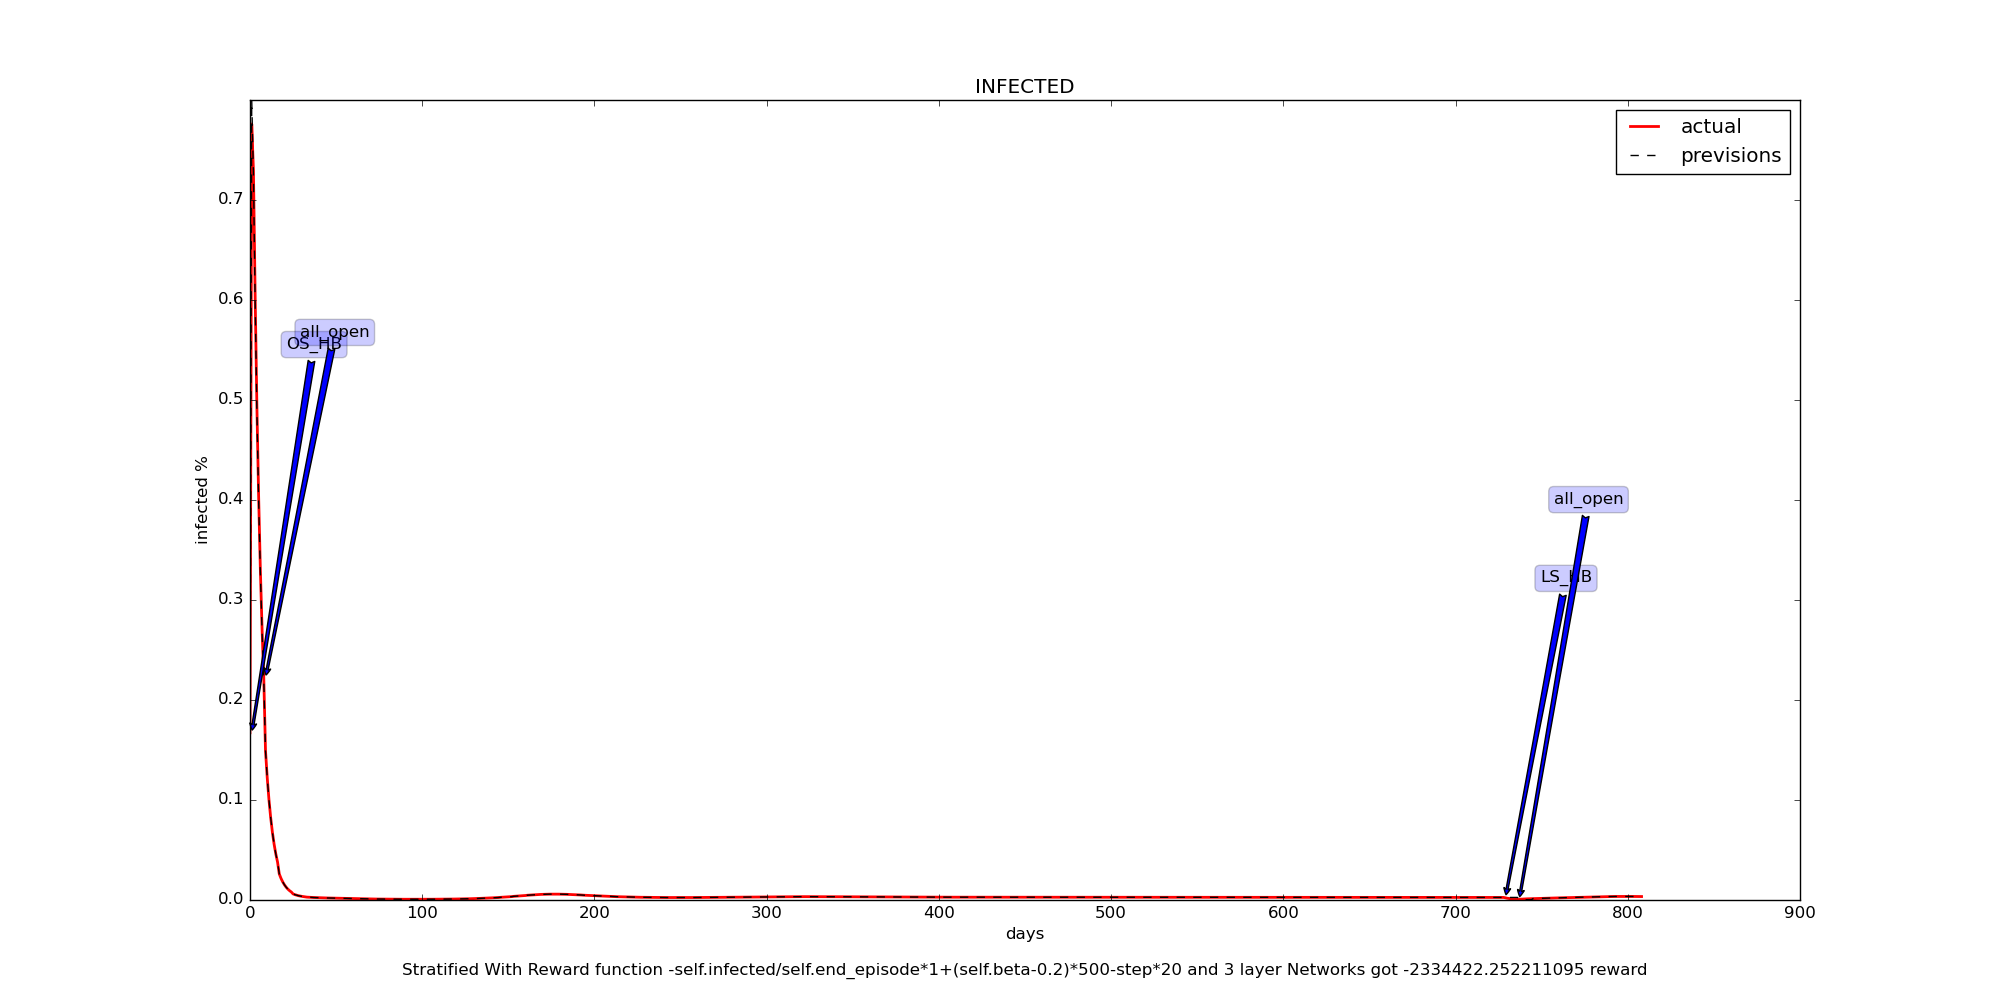 INFECTED
actual
previsions
0.7
0.6
0.5
0.4
0.3
0.2
0.1
0.0
infected %
all_open
OS_HB
all_open
LS_HB
0 100 200 300 400 500 600 700 800 900
days
Stratified With Reward function -self.infected/self.end_episode*1+(self.beta-0.2)*500-step*20 and 3 layer Networks got -2334422.252211095 reward